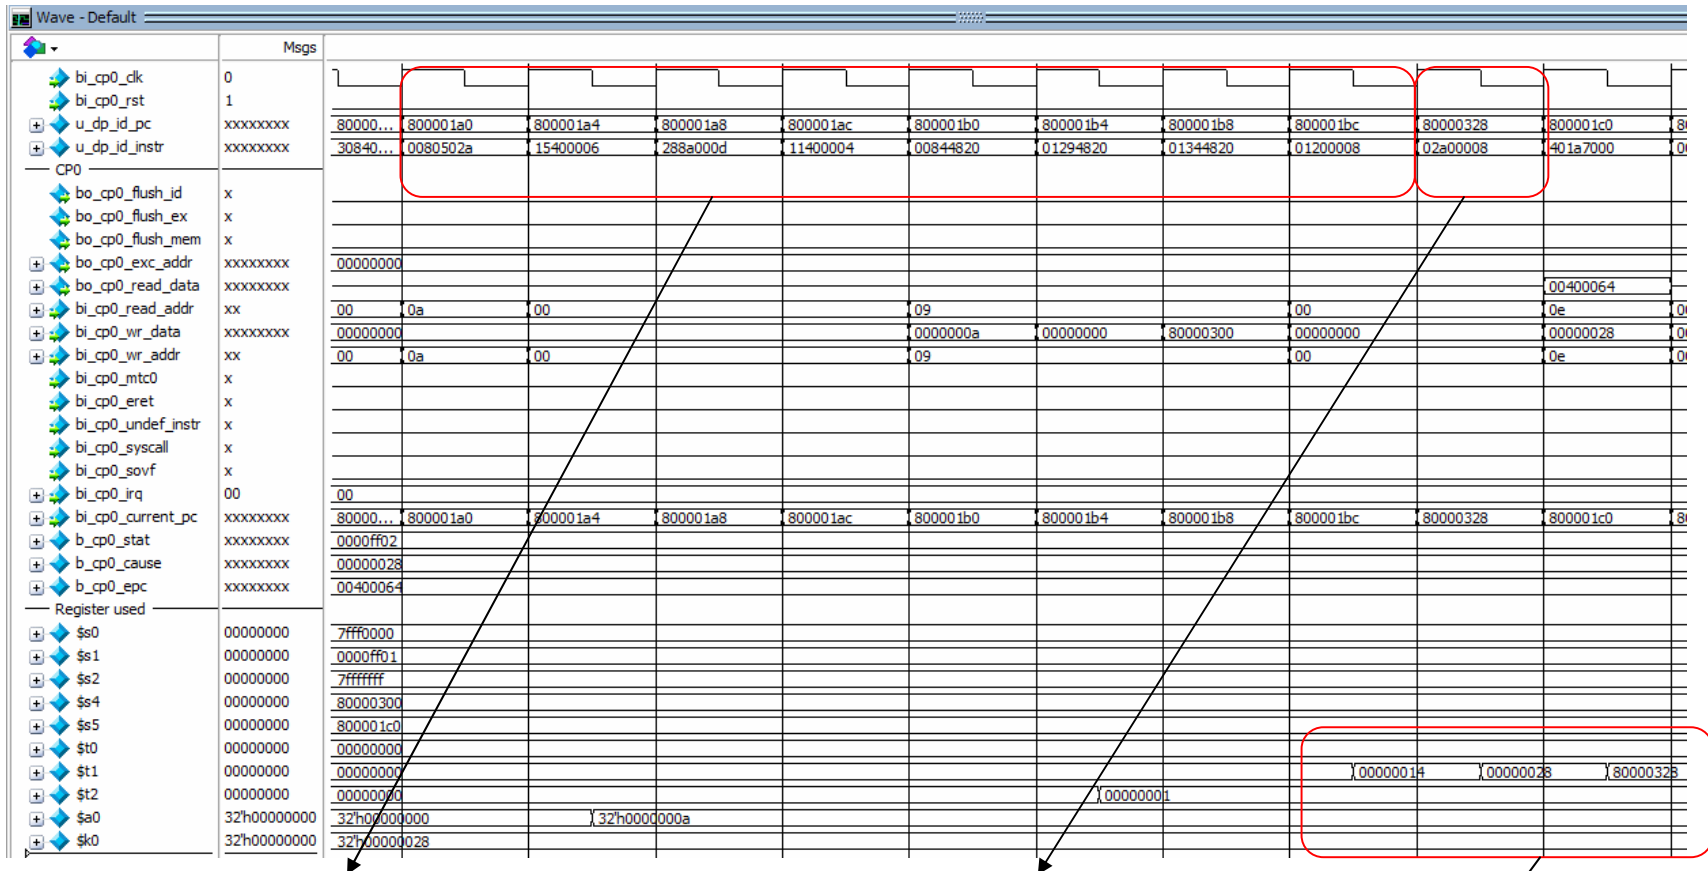 Wave - Default
Msgs
bi_cp0_clk 0
bi_cp0_rst 1
u_dp_id_pc xxxxxxxx 80000... 800001a0 800001a4 800001a8 800001ac 800001b0 800001b4 800001b8 800001bc 80000328 800001c0
u_dp_id_instr xxxxxxxx 30840... 0080502a 15400006 288a000d 11400004 00844820 01294820 01344820 01200008 02a00008 401a7000
CP0
bo_cp0_flush_id x
bo_cp0_flush_ex x
bo_cp0_flush_mem x
bo_cp0_exc_addr xxxxxxxx 00000000
bo_cp0_read_data xxxxxxxx 00400064
bi_cp0_read_addr xx 00 0a 00 09 00 0e
bi_cp0_wr_data xxxxxxxx 00000000 0000000a 00000000 80000300 00000000 00000028
bi_cp0_wr_addr xx 00 0a 00 09 00 0e
bi_cp0_mtc0 x
bi_cp0_eret x
bi_cp0_undef_instr x
bi_cp0_syscall x
bi_cp0_sovf x
bi_cp0_irq 00 00
bi_cp0_current_pc xxxxxxxx 80000... 800001a0 800001a4 800001a8 800001ac 800001b0 800001b4 800001b8 800001bc 80000328 800001c0
b_cp0_stat xxxxxxxx 0000ff02
b_cp0_cause xxxxxxxx 00000028
b_cp0_epc xxxxxxxx 00400064
Register used
$s0 00000000 7fff0000
$s1 00000000 0000ff01
$s2 00000000 7fffffff
$s4 00000000 80000300
$s5 00000000 800001c0
$t0 00000000 00000000
$t1 00000000 00000000 00000014 00000028 80000328
$t2 00000000 00000000 00000001
$a0 32'h00000000 32'h00000000 32'h0000000a
$k0 32'h00000000 32'h00000028